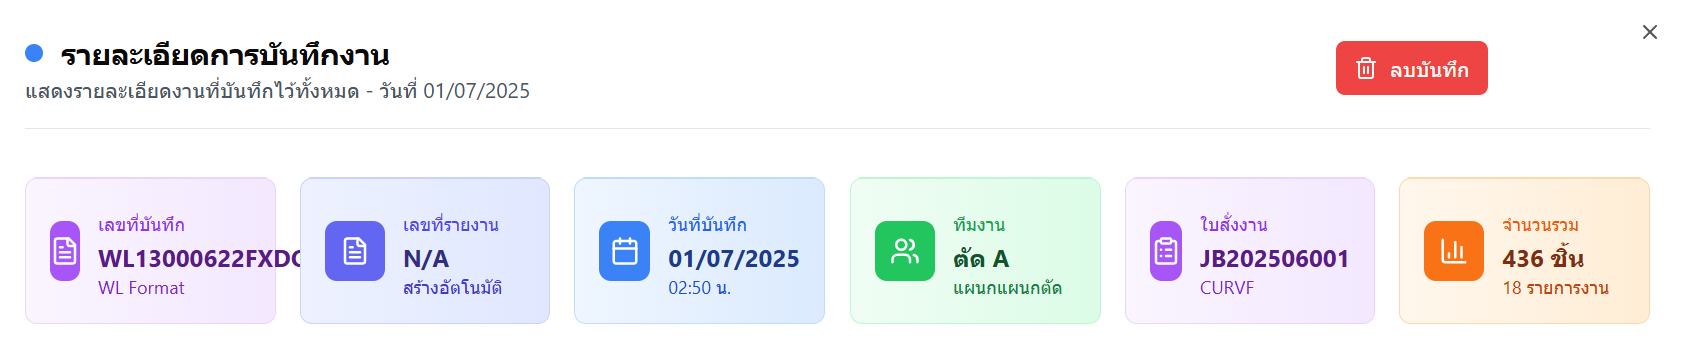 รายละเอียดการบันทึกงาน
แสดงรายละเอียดงานที่บันทึกไว้ทั้งหมด - วันที่ 01/07/2025
ลบบันทึก
เลขที่บันทึก
WL13000622FXD
WL Format
เลขที่รายงาน
N/A
สร้างอัตโนมัติ
วันที่บันทึก
01/07/2025
02:50 น.
ทีมงาน
ตัด A
แผนกแผนกตัด
ใบสั่งงาน
JB202506001
CURVF
จำนวนรวม
436 ชิ้น
18 รายการงาน